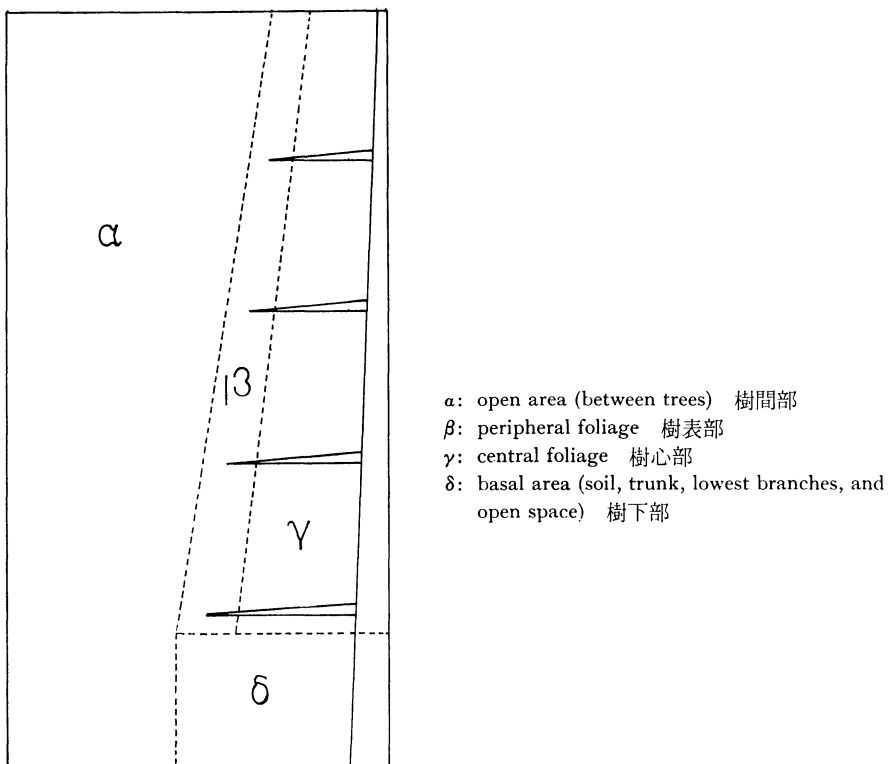 α
β
γ
δ
α: open area (between trees) 樹間部
β: peripheral foliage 樹表部
γ: central foliage 樹心部
δ: basal area (soil, trunk, lowest branches, and
open space) 樹下部